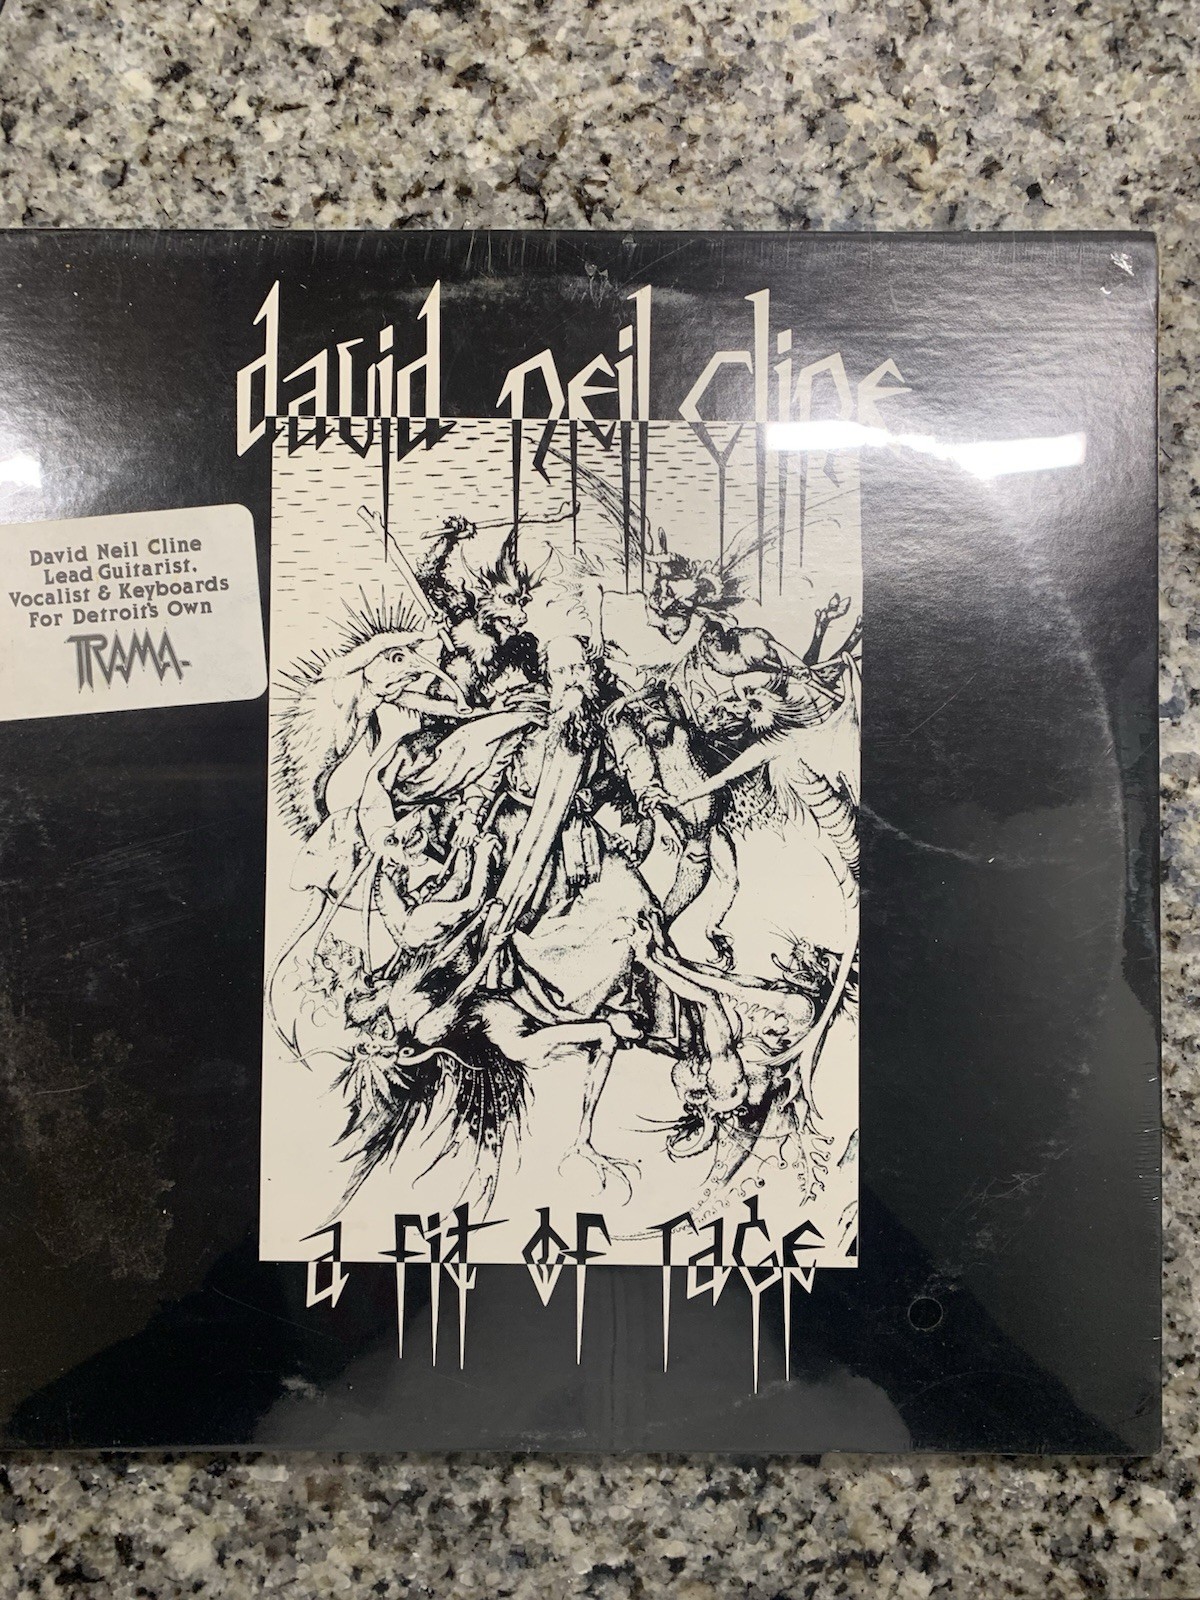 david neil cline
David Neil Cline
Lead Guitarist,
Vocalist & Keyboards
For Detroit's Own
TRAMA
a fit of rage